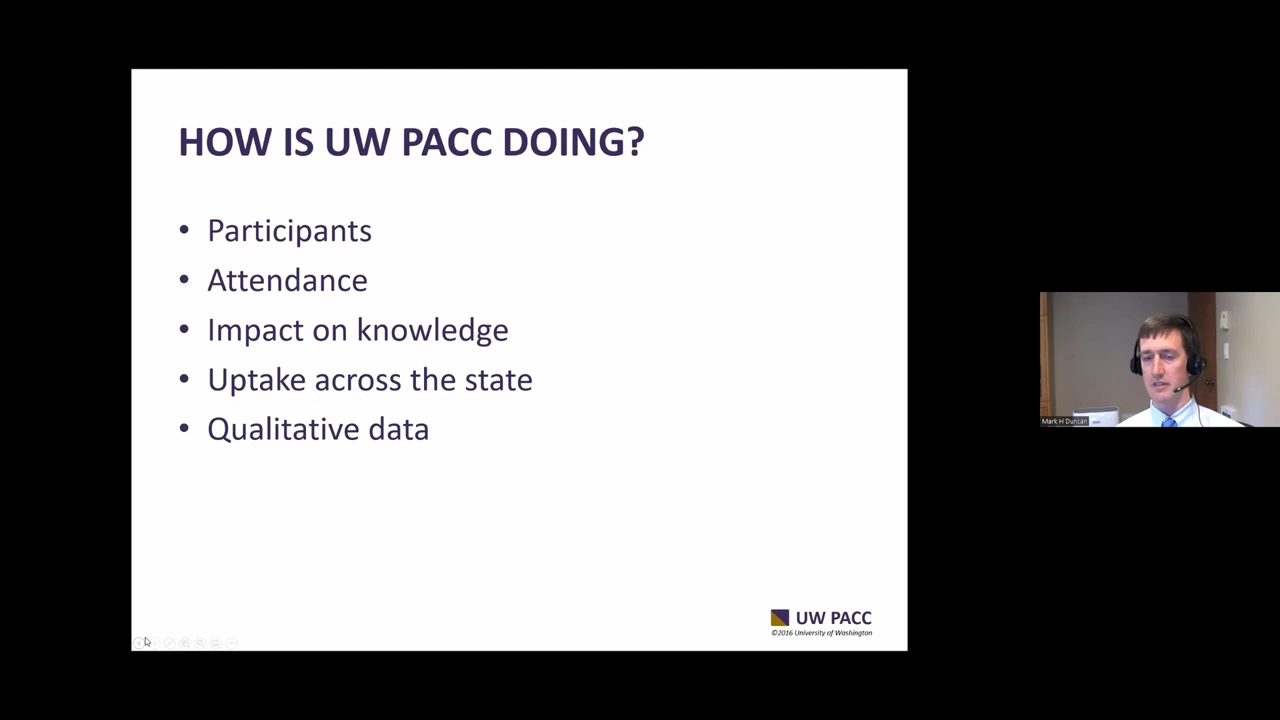 HOW IS UW PACC DOING?
• Participants
• Attendance
• Impact on knowledge
• Uptake across the state
• Qualitative data
UW PACC
©2016 University of Washington
Mark H Duncan